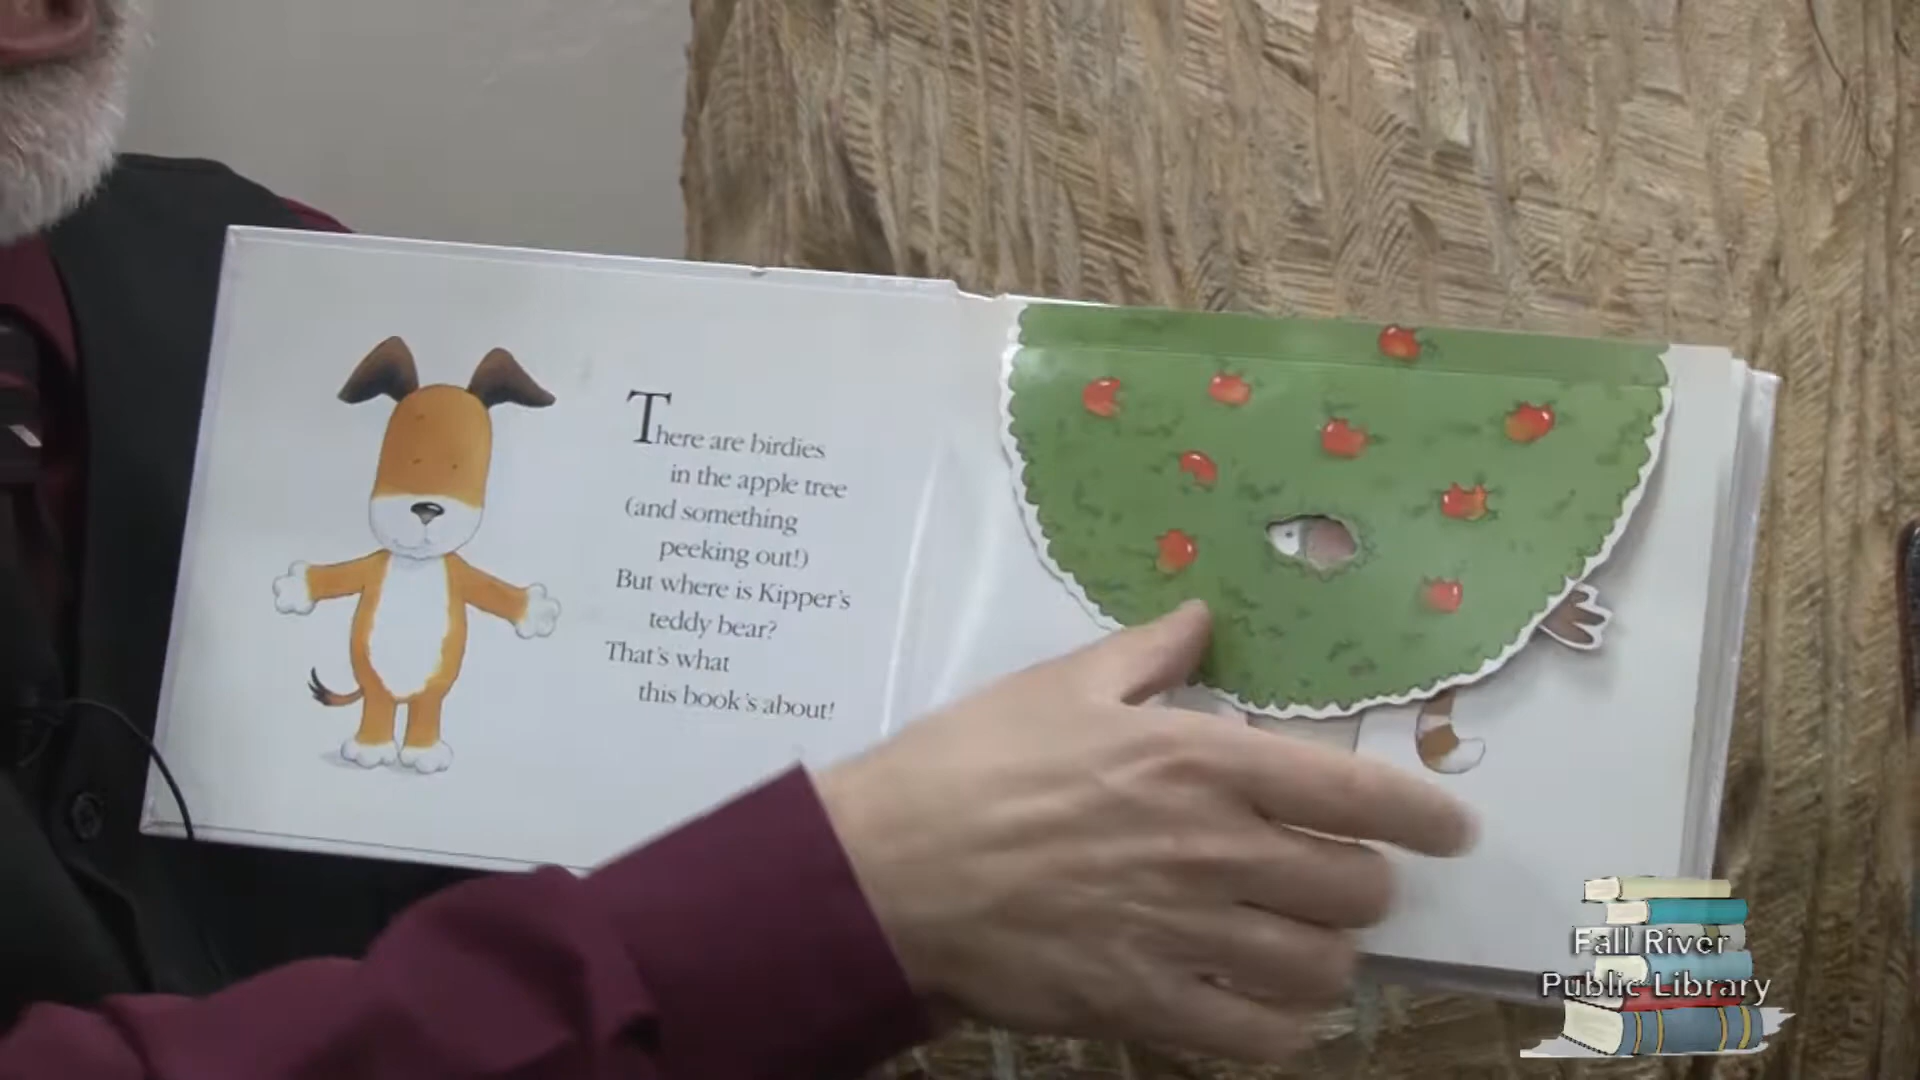 There are birdies
in the apple tree
(and something
peeking out!)
But where is Kipper's
teddy bear?
That's what
this book's about!
Fall River
Public Library